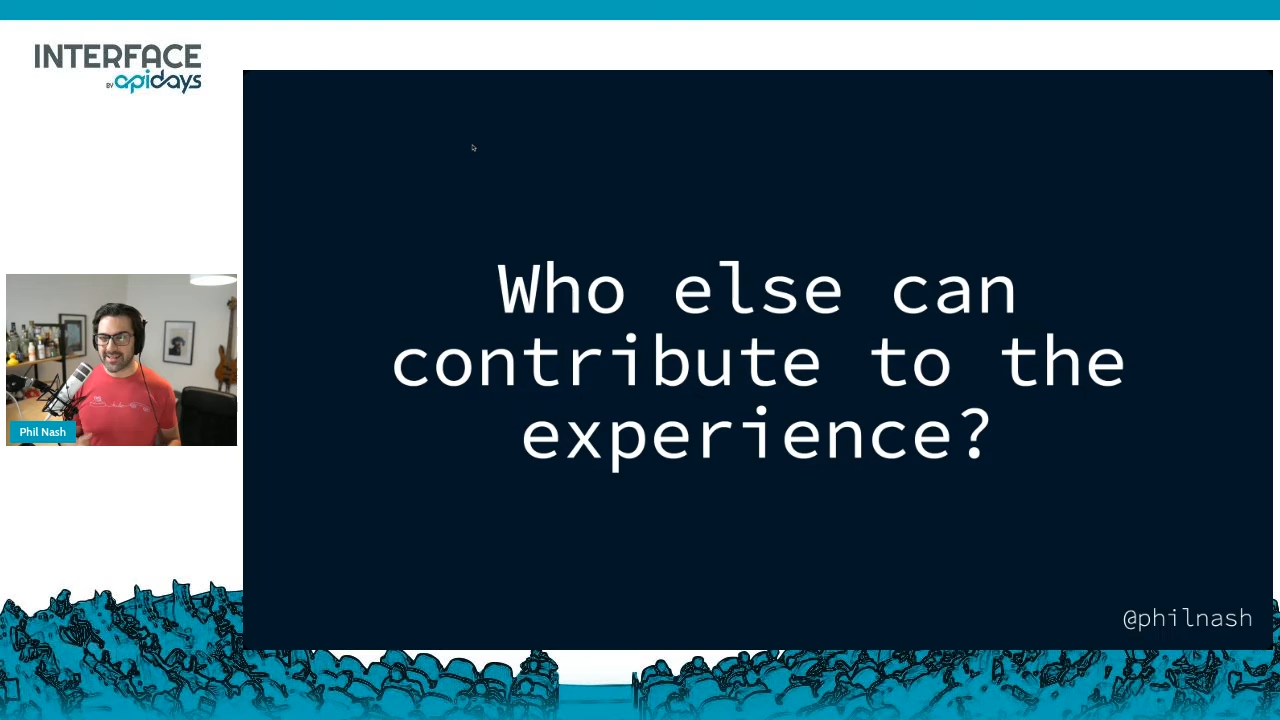 INTERFACE
BY apidays
Who else can
contribute to the
experience?
Phil Nash
@philnash